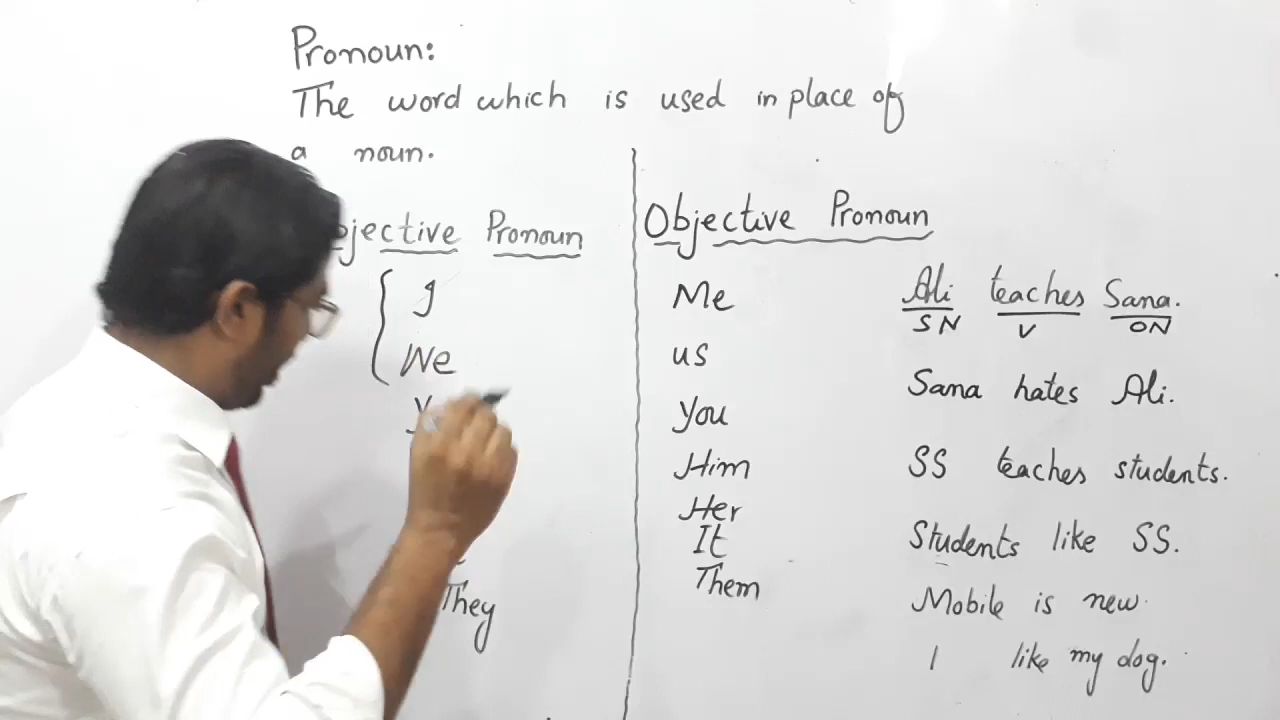 Pronoun:
The word which is used in place of
a noun.
Pronoun
I
We
They
Objective Pronoun
Me
us
You
Him
Her
It
Them
Ali teaches Sana.
SN V ON
Sana hates Ali.
SS teaches students.
Students like SS.
Mobile is new.
I like my dog.